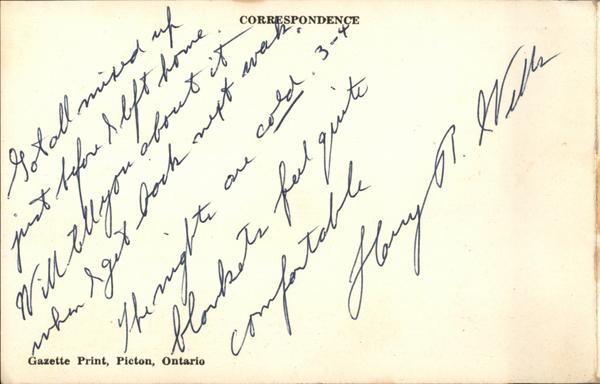 CORRESPONDENCE
Got all mixed up
just before I left home.
Will tell you about it
when I get back next week.
The nights are cold. 3-4
blankets feel quite
comfortable
Harry R. Wells
Gazette Print, Picton, Ontario